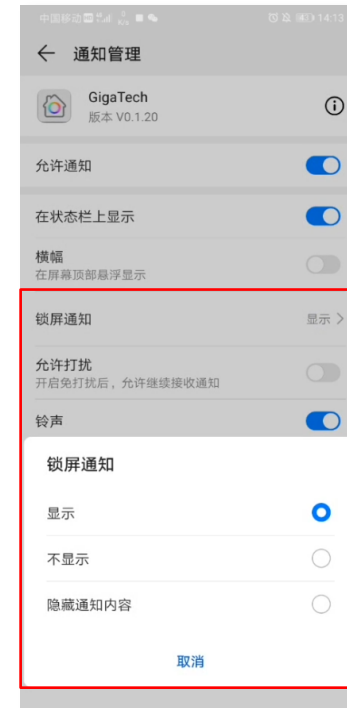 中国移动 14:13
通知管理
GigaTech
版本 V0.1.20
允许通知
在状态栏上显示
横幅
在屏幕顶部悬浮显示
锁屏通知 显示
允许打扰
开启免打扰后，允许继续接收通知
铃声
锁屏通知
显示
不显示
隐藏通知内容
取消